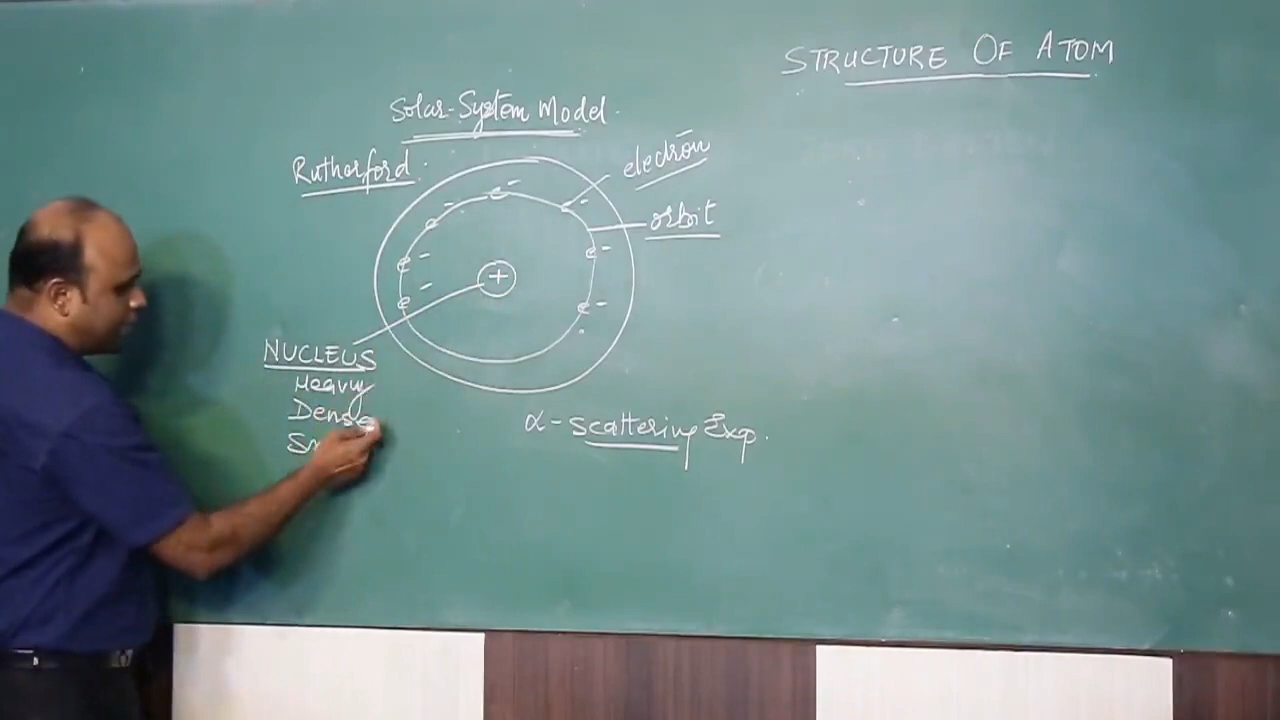 STRUCTURE OF ATOM
Solar-System Model.
Rutherford:
electron
orbit
e -
+
NUCLEUS
Heavy
Dense
α-scattering Exp.